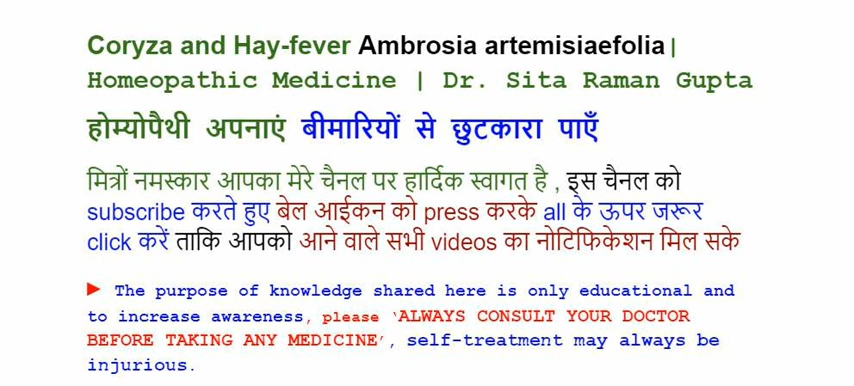 Coryza and Hay-fever Ambrosia artemisiaefolia|
Homeopathic Medicine | Dr. Sita Raman Gupta
होम्योपैथी अपनाएं बीमारियों से छुटकारा पाएँ
मित्रों नमस्कार आपका मेरे चैनल पर हार्दिक स्वागत है , इस चैनल को
subscribe करते हुए बेल आईकन को press करके all के ऊपर जरूर
click करें ताकि आपको आने वाले सभी videos का नोटिफिकेशन मिल सके
► The purpose of knowledge shared here is only educational and
to increase awareness, please ‘ALWAYS CONSULT YOUR DOCTOR
BEFORE TAKING ANY MEDICINE’, self-treatment may always be
injurious.